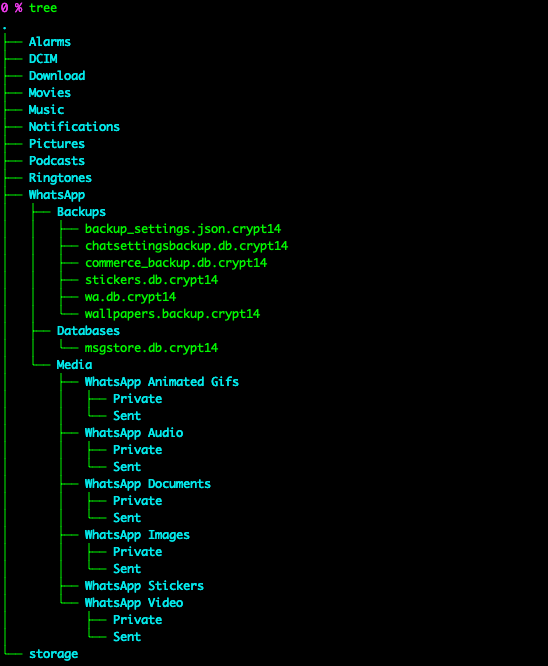 0 % tree
.
├── Alarms
├── DCIM
├── Download
├── Movies
├── Music
├── Notifications
├── Pictures
├── Podcasts
├── Ringtones
├── WhatsApp
│   ├── Backups
│   │   ├── backup_settings.json.crypt14
│   │   ├── chatsettingsbackup.db.crypt14
│   │   ├── commerce_backup.db.crypt14
│   │   ├── stickers.db.crypt14
│   │   ├── wa.db.crypt14
│   │   └── wallpapers.backup.crypt14
│   ├── Databases
│   │   └── msgstore.db.crypt14
│   └── Media
│       ├── WhatsApp Animated Gifs
│       │   ├── Private
│       │   └── Sent
│       ├── WhatsApp Audio
│       │   ├── Private
│       │   └── Sent
│       ├── WhatsApp Documents
│       │   ├── Private
│       │   └── Sent
│       ├── WhatsApp Images
│       │   ├── Private
│       │   └── Sent
│       ├── WhatsApp Stickers
│       └── WhatsApp Video
│           ├── Private
│           └── Sent
└── storage